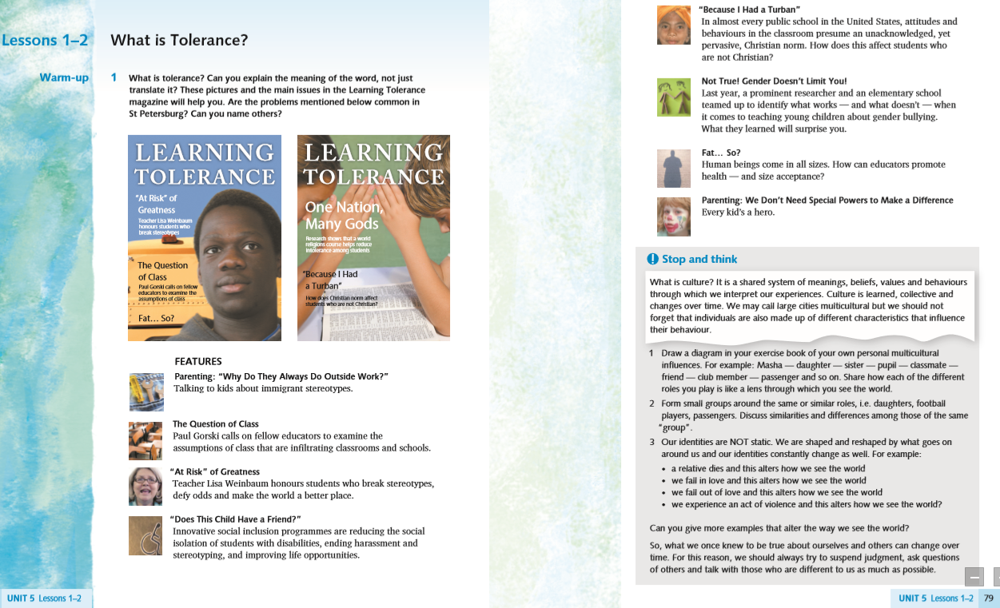 Lessons 1–2
What is Tolerance?
Warm-up
1 What is tolerance? Can you explain the meaning of the word, not just
translate it? These pictures and the main issues in the Learning Tolerance
magazine will help you. Are the problems mentioned below common in
St Petersburg? Can you name others?
LEARNING
TOLERANCE
"At Risk" of
Greatness
Teacher Lisa Weinbaum
honours students who
break stereotypes
The Question
of Class
Paul Gorski calls on fellow
educators to examine the
assumptions of class
Fat... So?
LEARNING
TOLERANCE
One Nation,
Many Gods
Research shows that a world
religions course helps reduce
intolerance among students
"Because I Had
a Turban"
How does Christian norm affect
students who are not Christian?
FEATURES
Parenting: "Why Do They Always Do Outside Work?"
Talking to kids about immigrant stereotypes.
The Question of Class
Paul Gorski calls on fellow educators to examine the
assumptions of class that are infiltrating classrooms and schools.
"At Risk" of Greatness
Teacher Lisa Weinbaum honours students who break stereotypes,
defy odds and make the world a better place.
"Does This Child Have a Friend?"
Innovative social inclusion programmes are reducing the social
isolation of students with disabilities, ending harassment and
stereotyping, and improving life opportunities.
UNIT 5 Lessons 1–2
"Because I Had a Turban"
In almost every public school in the United States, attitudes and
behaviours in the classroom presume an unacknowledged, yet
pervasive, Christian norm. How does this affect students who
are not Christian?
Not True! Gender Doesn't Limit You!
Last year, a prominent researcher and an elementary school
teamed up to identify what works — and what doesn't — when
it comes to teaching young children about gender bullying.
What they learned will surprise you.
Fat... So?
Human beings come in all sizes. How can educators promote
health — and size acceptance?
Parenting: We Don't Need Special Powers to Make a Difference
Every kid's a hero.
! Stop and think
What is culture? It is a shared system of meanings, beliefs, values and behaviours
through which we interpret our experiences. Culture is learned, collective and
changes over time. We may call large cities multicultural but we should not
forget that individuals are also made up of different characteristics that influence
their behaviour.
1 Draw a diagram in your exercise book of your own personal multicultural
influences. For example: Masha — daughter — sister — pupil — classmate —
friend — club member — passenger and so on. Share how each of the different
roles you play is like a lens through which you see the world.
2 Form small groups around the same or similar roles, i.e. daughters, football
players, passengers. Discuss similarities and differences among those of the same
"group".
3 Our identities are NOT static. We are shaped and reshaped by what goes on
around us and our identities constantly change as well. For example:
• a relative dies and this alters how we see the world
• we fall in love and this alters how we see the world
• we fall out of love and this alters how we see the world
• we experience an act of violence and this alters how we see the world?
Can you give more examples that alter the way we see the world?
So, what we once knew to be true about ourselves and others can change over
time. For this reason, we should always try to suspend judgment, ask questions
of others and talk with those who are different to us as much as possible.
UNIT 5 Lessons 1–2 79